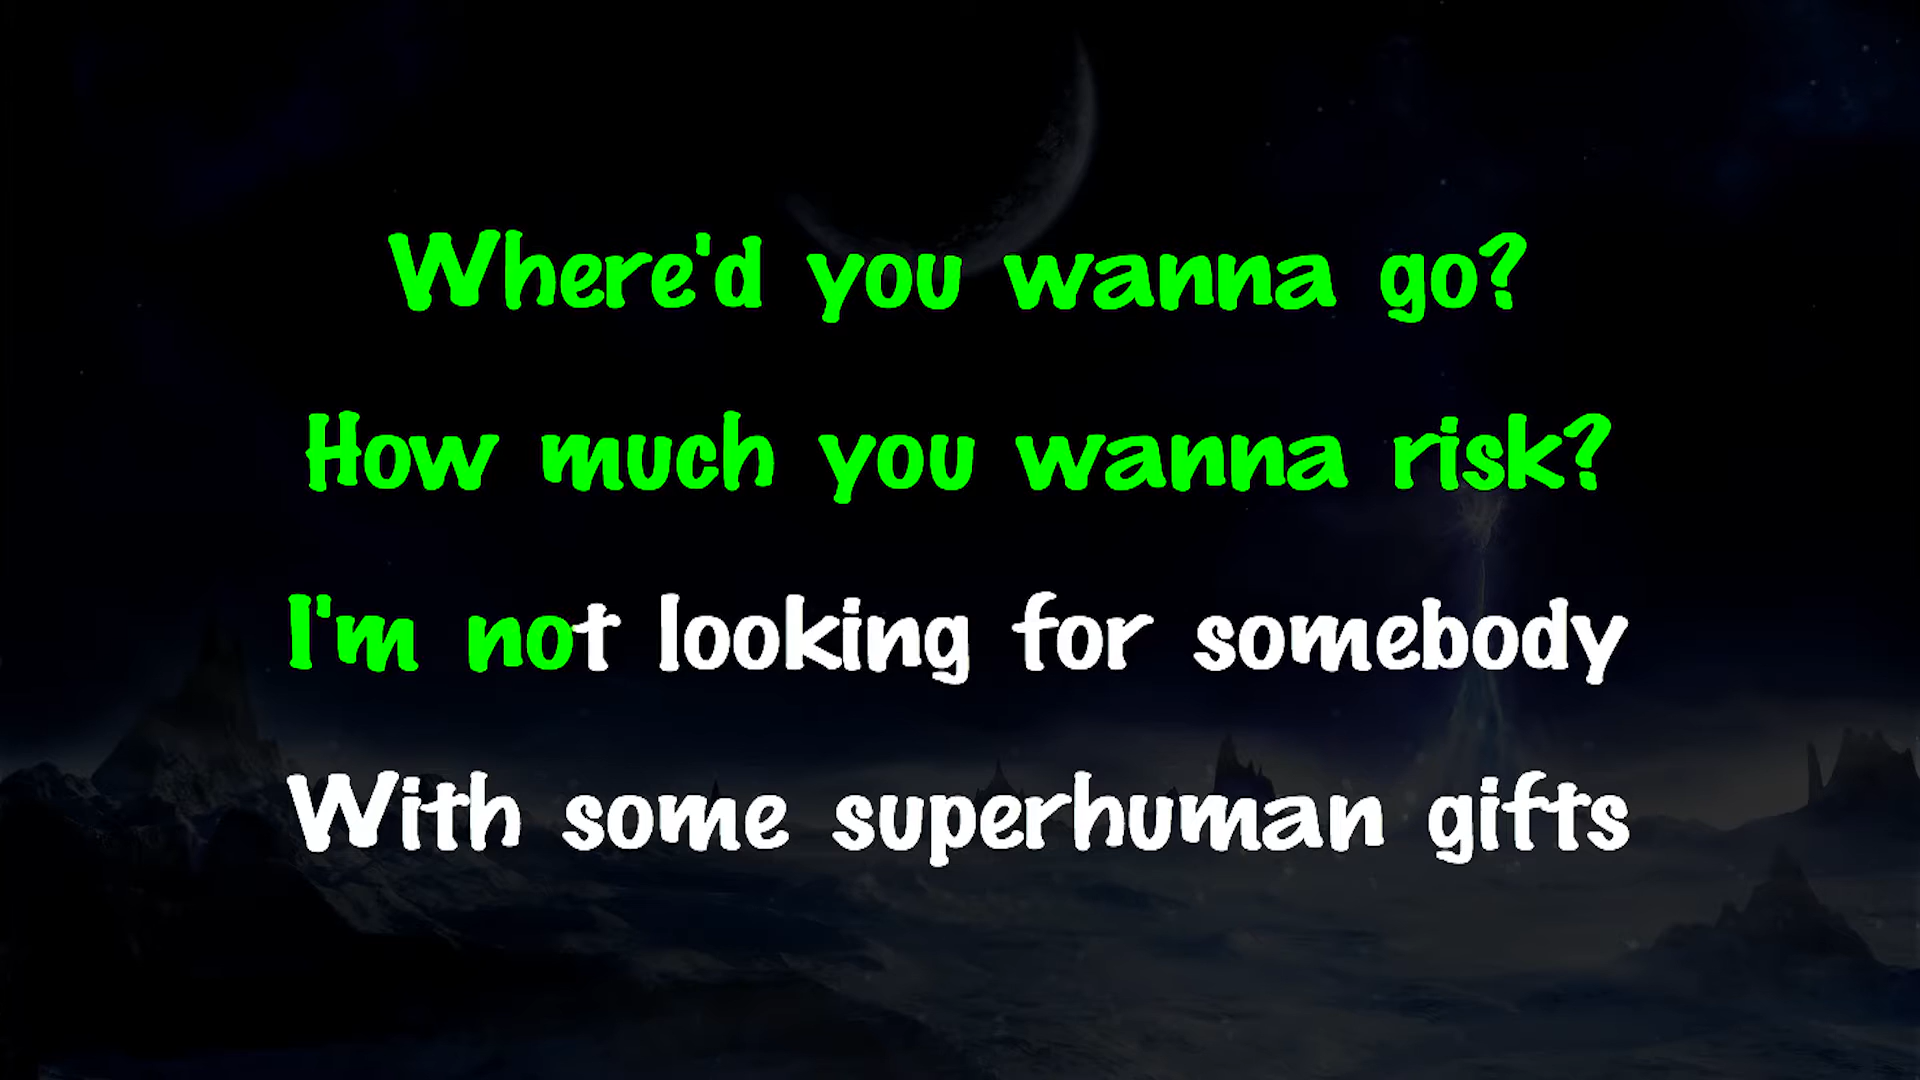 Where'd you wanna go?
How much you wanna risk?
I'm not looking for somebody
With some superhuman gifts